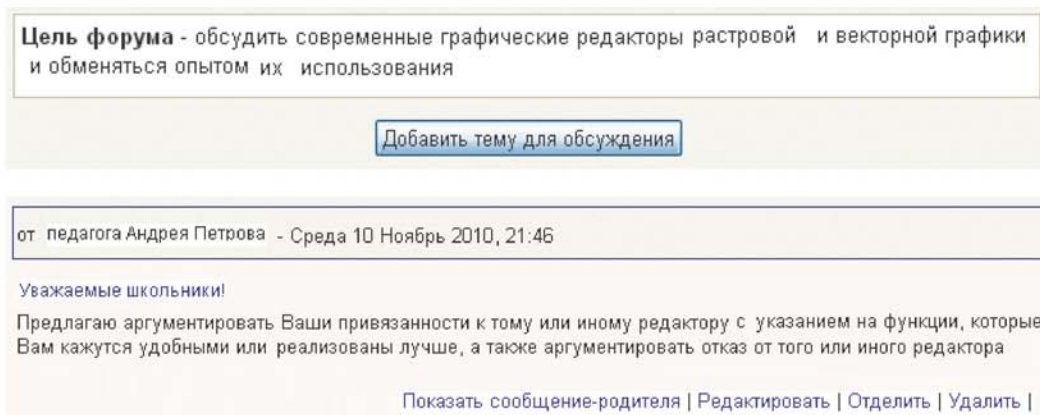 Цель форума - обсудить современные графические редакторы растровой и векторной графики
и обменяться опытом их использования
Добавить тему для обсуждения
от педагога Андрея Петрова - Среда 10 Ноябрь 2010, 21:46
Уважаемые школьники!
Предлагаю аргументировать Ваши привязанности к тому или иному редактору с указанием на функции, которые
Вам кажутся удобными или реализованы лучше, а также аргументировать отказ от того или иного редактора
Показать сообщение-родителя | Редактировать | Отделить | Удалить |